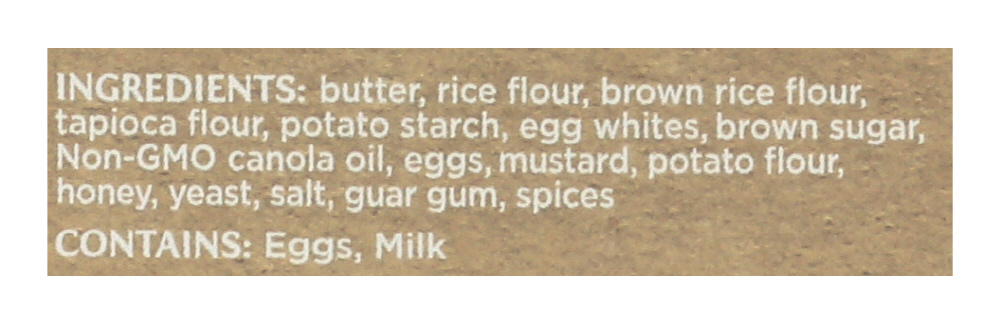 INGREDIENTS: butter, rice flour, brown rice flour,
tapioca flour, potato starch, egg whites, brown sugar,
Non-GMO canola oil, eggs, mustard, potato flour,
honey, yeast, salt, guar gum, spices
CONTAINS: Eggs, Milk